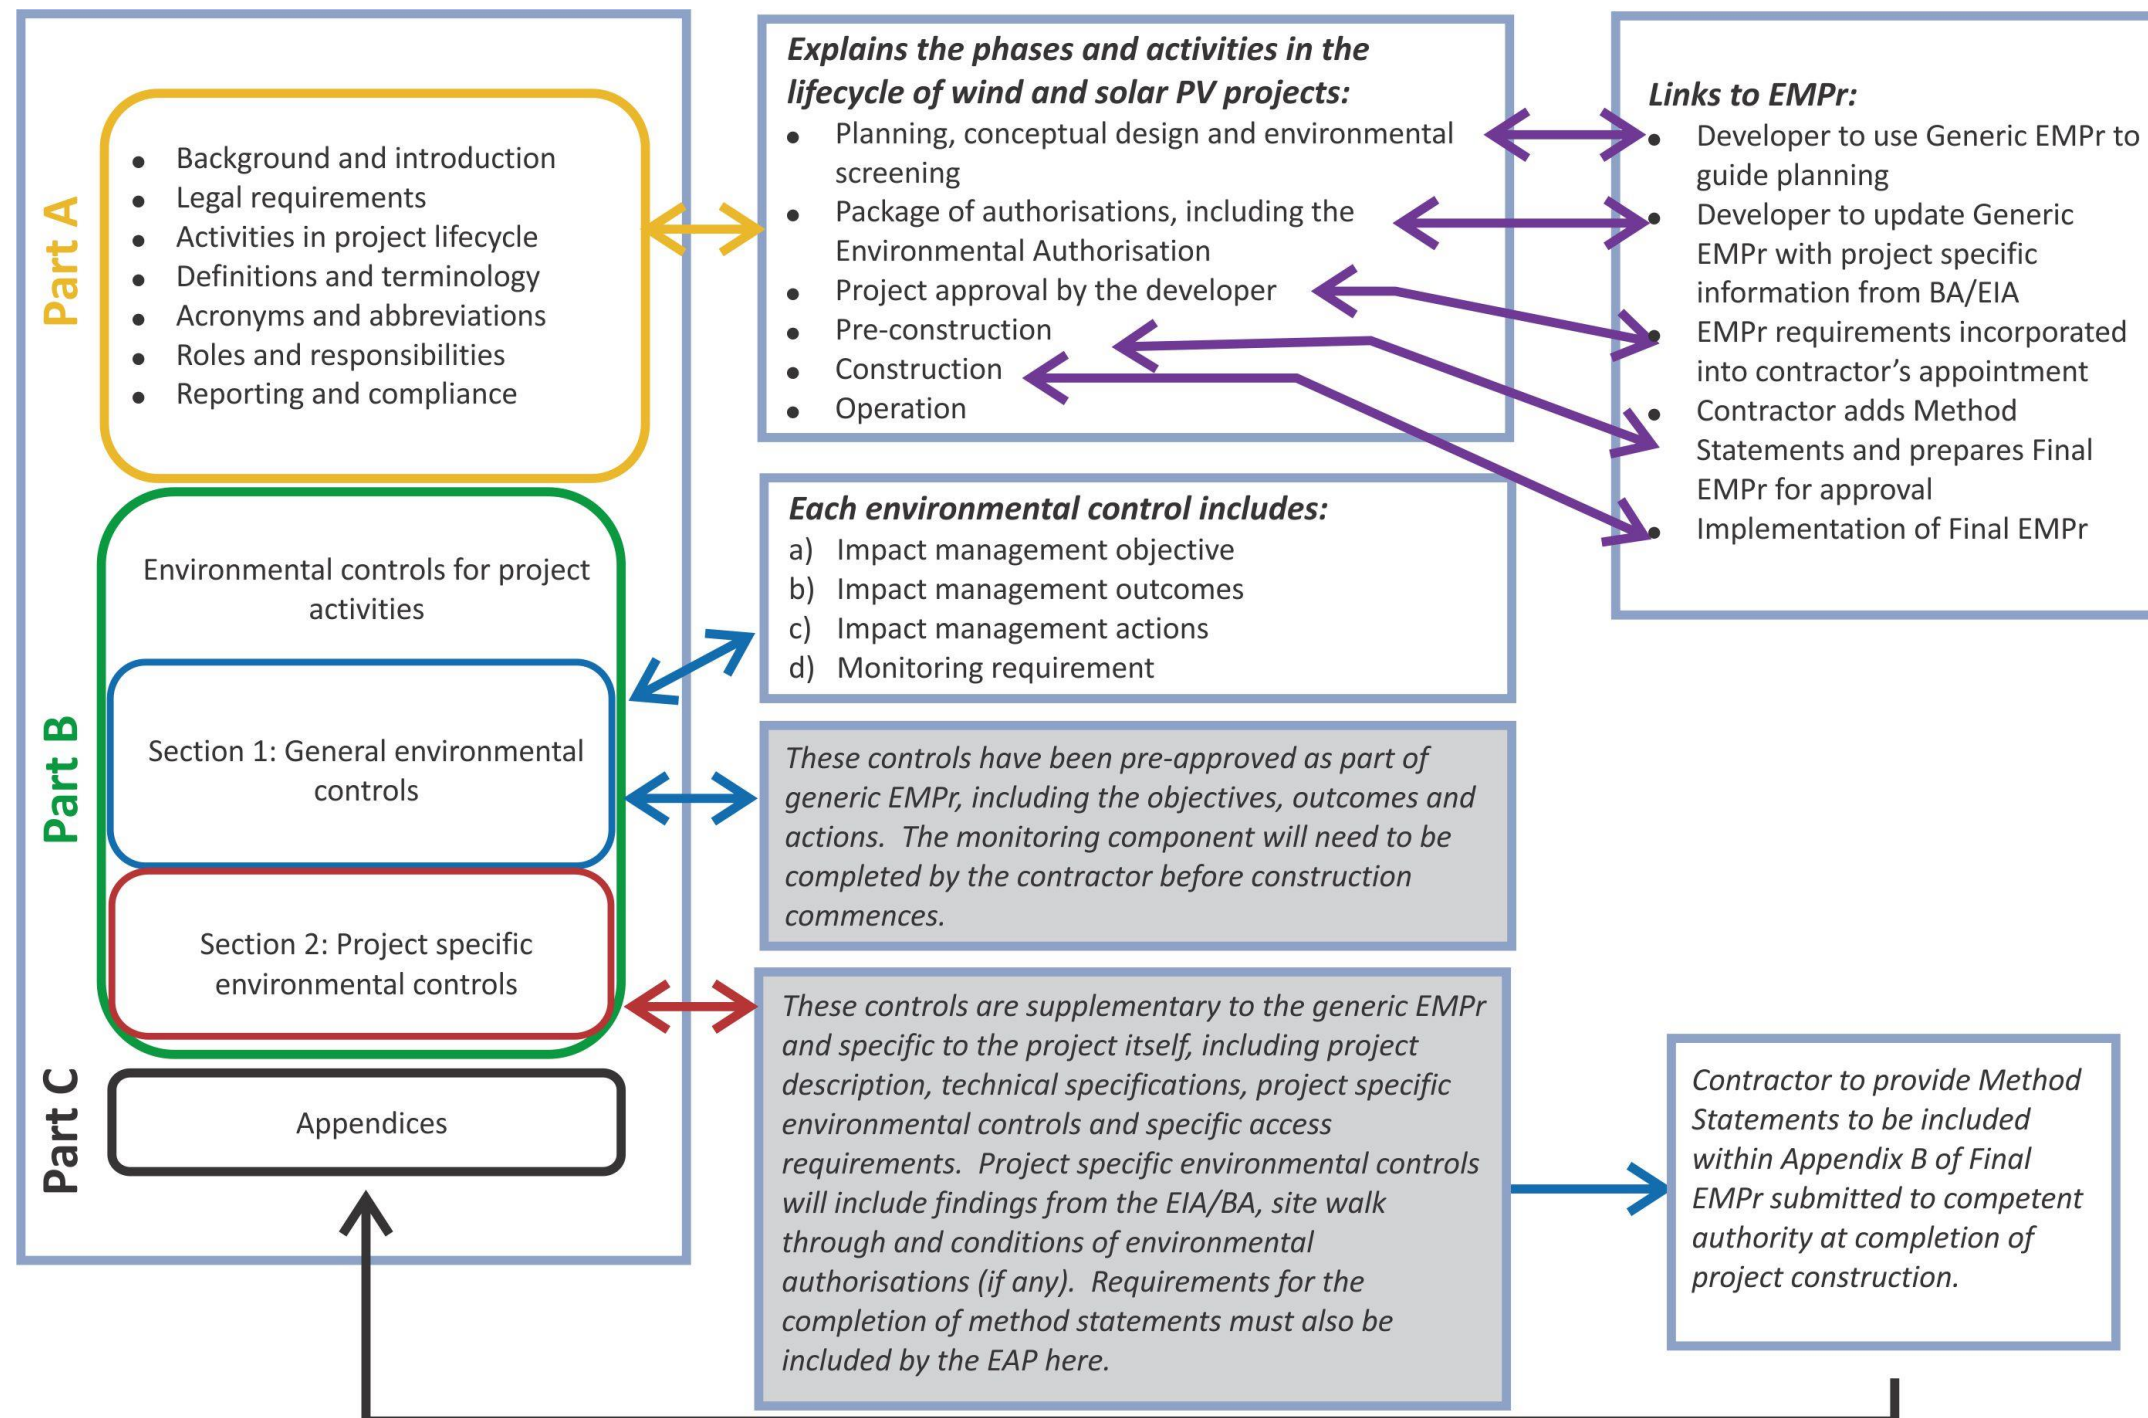 Part A
• Background and introduction
• Legal requirements
• Activities in project lifecycle
• Definitions and terminology
• Acronyms and abbreviations
• Roles and responsibilities
• Reporting and compliance
Explains the phases and activities in the
lifecycle of wind and solar PV projects:
• Planning, conceptual design and environmental
screening
• Package of authorisations, including the
Environmental Authorisation
• Project approval by the developer
• Pre-construction
• Construction
• Operation
Links to EMPr:
• Developer to use Generic EMPr to
guide planning
• Developer to update Generic
EMPr with project specific
information from BA/EIA
• EMPr requirements incorporated
into contractor’s appointment
• Contractor adds Method
Statements and prepares Final
EMPr for approval
• Implementation of Final EMPr
Part B
Environmental controls for project
activities
Section 1: General environmental
controls
Section 2: Project specific
environmental controls
Each environmental control includes:
a) Impact management objective
b) Impact management outcomes
c) Impact management actions
d) Monitoring requirement
These controls have been pre-approved as part of
generic EMPr, including the objectives, outcomes and
actions. The monitoring component will need to be
completed by the contractor before construction
commences.
These controls are supplementary to the generic EMPr
and specific to the project itself, including project
description, technical specifications, project specific
environmental controls and specific access
requirements. Project specific environmental controls
will include findings from the EIA/BA, site walk
through and conditions of environmental
authorisations (if any). Requirements for the
completion of method statements must also be
included by the EAP here.
Contractor to provide Method
Statements to be included
within Appendix B of Final
EMPr submitted to competent
authority at completion of
project construction.
Part C
Appendices